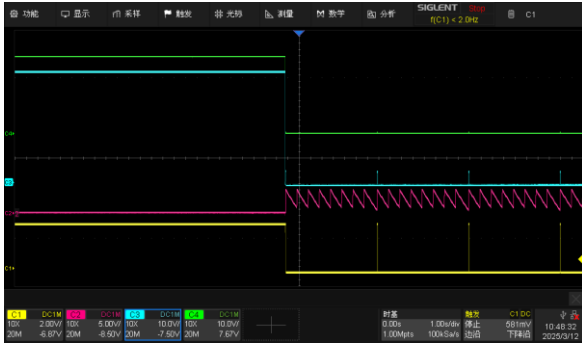 功能 显示 采样 触发 光标 测量 M 数学 分析 SIGLENT Stop
f(C1) < 2.0Hz C1
C4
C3
C2
C1
C1 DC1M C2 DC1M C3 DC1M C4 DC1M
10X 2.00V/ 10X 5.00V/ 10X 10.0V/ 10X 10.0V/
20M -6.87V 20M -8.50V 20M -7.50V 20M 7.67V
时基 触发 C1 DC
0.00s 1.00s/div 停止 581mV
1.00Mpts 100kSa/s 边沿 下降沿
10:48:32
2025/3/12